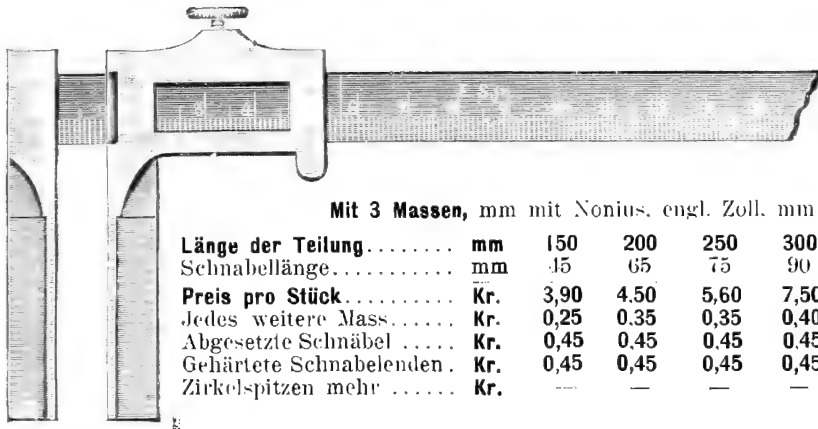 3 4 6
Mit 3 Massen, mm mit Nonius, engl. Zoll, mm
Länge der Teilung........ mm 150 200 250 300
Schnabellänge............ mm 45 65 75 90
Preis pro Stück.......... Kr. 3,90 4.50 5,60 7,50
Jedes weitere Mass...... Kr. 0,25 0.35 0,35 0,40
Abgesetzte Schnäbel..... Kr. 0,45 0.45 0.45 0.45
Gehärtete Schnabelenden. Kr. 0,45 0,45 0,45 0,45
Zirkelspitzen mehr ...... Kr. — — — —